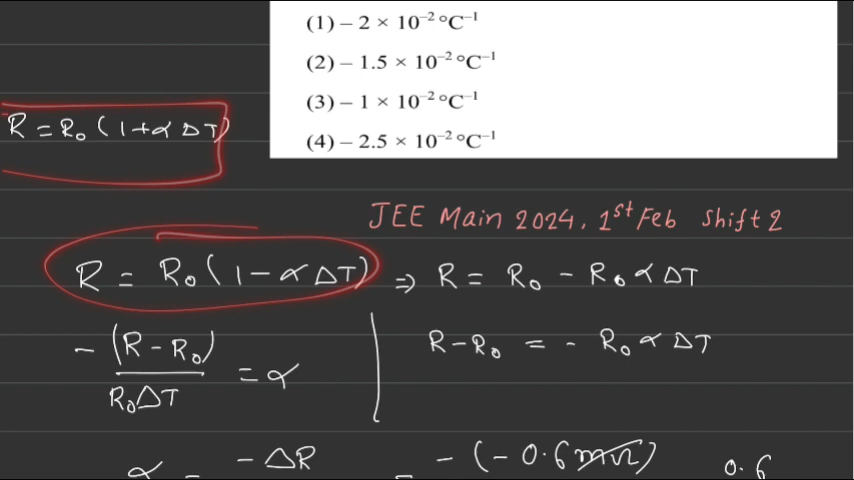 (1) – 2 × 10⁻² °C⁻¹
(2) – 1.5 × 10⁻² °C⁻¹
(3) – 1 × 10⁻² °C⁻¹
(4) – 2.5 × 10⁻² °C⁻¹
R = R₀ (1+α ΔT)
JEE Main 2024, 1st Feb Shift 2
R = R₀ (1 – α ΔT) ⇒ R = R₀ – R₀ α ΔT
– (R – R₀) / R₀ΔT = α
R–R₀ = – R₀ α ΔT
α = – ΔR = – (– 0.6 mΩ) 0.6